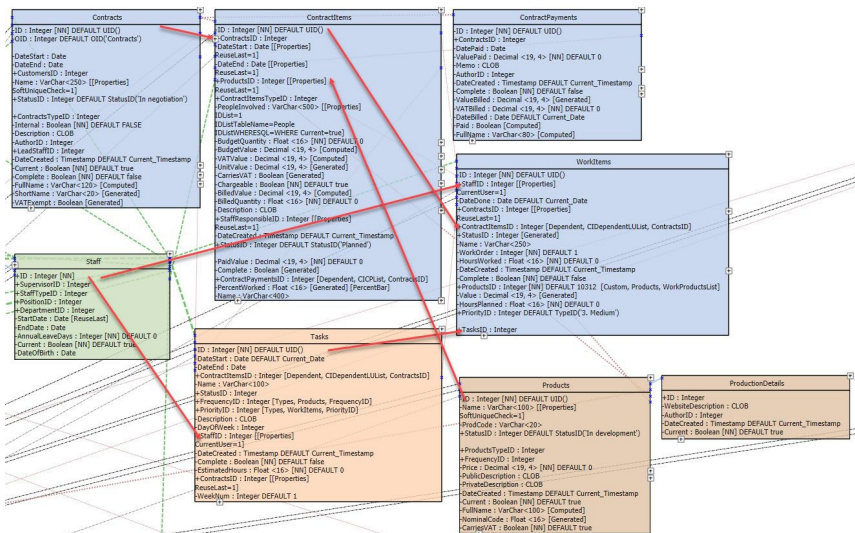 Contracts
-ID : Integer [NN] DEFAULT UID()
-OID : Integer DEFAULT OID('Contracts')
-DateStart : Date
-DateEnd : Date
+CustomersID : Integer
-Name : VarChar<250> [[Properties]
SoftUniqueCheck=1]
+StatusID : Integer DEFAULT StatusID('In negotiation')
+ContractsTypeID : Integer
-Internal : Boolean [NN] DEFAULT FALSE
-Description : CLOB
-AuthorID : Integer
+LeadStaffID : Integer
-DateCreated : Timestamp DEFAULT Current_Timestamp
-Current : Boolean [NN] DEFAULT true
-Complete : Boolean [NN] DEFAULT false
-FullName : VarChar<120> [Computed]
-ShortName : VarChar<20> [Generated]
-VATExempt : Boolean [Generated]
ContractItems
-ID : Integer [NN] DEFAULT UID()
+ContractsID : Integer
-DateStart : Date [[Properties]
ReuseLast=1]
-DateEnd : Date [[Properties]
ReuseLast=1]
+ProductsID : Integer [[Properties]
ReuseLast=1]
+ContractItemsTypeID : Integer
-PeopleInvolved : VarChar<500> [[Properties]
IDList=1
IDListTableName=People
IDListWHERESQL=WHERE Current=true]
-BudgetQuantity : Float <16> [NN] DEFAULT 0
-BudgetValue : Decimal <19, 4> [Computed]
-VATValue : Decimal <19, 4> [Computed]
-UnitValue : Decimal <19, 4> [Generated]
-CarriesVAT : Boolean [Generated]
-Chargeable : Boolean [NN] DEFAULT true
-BilledValue : Decimal <19, 4> [Computed]
-BilledQuantity : Float <16> [NN] DEFAULT 0
-Description : CLOB
+StaffResponsibleID : Integer [[Properties]
ReuseLast=1]
-DateCreated : Timestamp DEFAULT Current_Timestamp
+StatusID : Integer DEFAULT StatusID('Planned')
-PaidValue : Decimal <19, 4> [NN] DEFAULT 0
-Complete : Boolean [Generated]
+ContractPaymentsID : Integer [Dependent, CICPList, ContractsID]
-PercentWorked : Float <16> [Generated] [PercentBar]
-Name : VarChar<400>
ContractPayments
-ID : Integer [NN] DEFAULT UID()
+ContractsID : Integer
-DatePaid : Date
-ValuePaid : Decimal <19, 4> [NN] DEFAULT 0
-Memo : CLOB
-AuthorID : Integer
-DateCreated : Timestamp DEFAULT Current_Timestamp
-Complete : Boolean [NN] DEFAULT false
-ValueBilled : Decimal <19, 4> [Generated]
-VATBilled : Decimal <19, 4> [Generated]
-DateBilled : Date DEFAULT Current_Date
-Paid : Boolean [Computed]
-FullName : VarChar<80> [Computed]
WorkItems
-ID : Integer [NN] DEFAULT UID()
+StaffID : Integer [[Properties]
CurrentUser=1]
-DateDone : Date DEFAULT Current_Date
+ContractsID : Integer [[Properties]
ReuseLast=1]
+ContractItemsID : Integer [Dependent, CIDependentLUList, ContractsID]
+StatusID : Integer [Generated]
-Name : VarChar<250>
-WorkOrder : Integer [NN] DEFAULT 1
-HoursWorked : Float <16> [NN] DEFAULT 0
-DateCreated : Timestamp DEFAULT Current_Timestamp
-Complete : Boolean [NN] DEFAULT false
+ProductsID : Integer [NN] DEFAULT 10312 [Custom, Products, WorkProductsList]
-Value : Decimal <19, 4> [Generated]
-HoursPlanned : Float <16> [NN] DEFAULT 0
+PriorityID : Integer DEFAULT TypeID('3. Medium')
+TasksID : Integer
Staff
+ID : Integer [NN]
+SupervisorID : Integer
+StaffTypeID : Integer
+PositionID : Integer
+DepartmentID : Integer
-StartDate : Date [ReuseLast]
-EndDate : Date
-AnnualLeaveDays : Integer [NN] DEFAULT 0
-Current : Boolean [NN] DEFAULT true
-DateOfBirth : Date
Tasks
-ID : Integer [NN] DEFAULT UID()
-DateStart : Date DEFAULT Current_Date
-DateEnd : Date
+ContractItemsID : Integer [Dependent, CIDependentLUList, ContractsID]
-Name : VarChar<100>
+StatusID : Integer
+FrequencyID : Integer [Types, Products, FrequencyID]
+PriorityID : Integer [Types, WorkItems, PriorityID]
-Description : CLOB
-DayOfWeek : Integer
+StaffID : Integer [[Properties]
CurrentUser=1]
-DateCreated : Timestamp DEFAULT Current_Timestamp
-Complete : Boolean [NN] DEFAULT false
-EstimatedHours : Float <16> [NN] DEFAULT 0
+ContractsID : Integer [[Properties]
ReuseLast=1]
-WeekNum : Integer DEFAULT 1
Products
-ID : Integer [NN] DEFAULT UID()
-Name : VarChar<100> [[Properties]
SoftUniqueCheck=1]
-ProdCode : VarChar<20>
+StatusID : Integer DEFAULT StatusID('In development')
+ProductsTypeID : Integer
+FrequencyID : Integer
-Price : Decimal <19, 4> [NN] DEFAULT 0
-PublicDescription : CLOB
-PrivateDescription : CLOB
-DateCreated : Timestamp DEFAULT Current_Timestamp
-Current : Boolean [NN] DEFAULT true
-FullName : VarChar<100> [Computed]
-NominalCode : Float <16> [Generated]
-CarriesVAT : Boolean [NN] DEFAULT true
ProductionDetails
+ID : Integer
-WebsiteDescription : CLOB
-AuthorID : Integer
-DateCreated : Timestamp DEFAULT Current_Timestamp
-Current : Boolean [NN] DEFAULT true